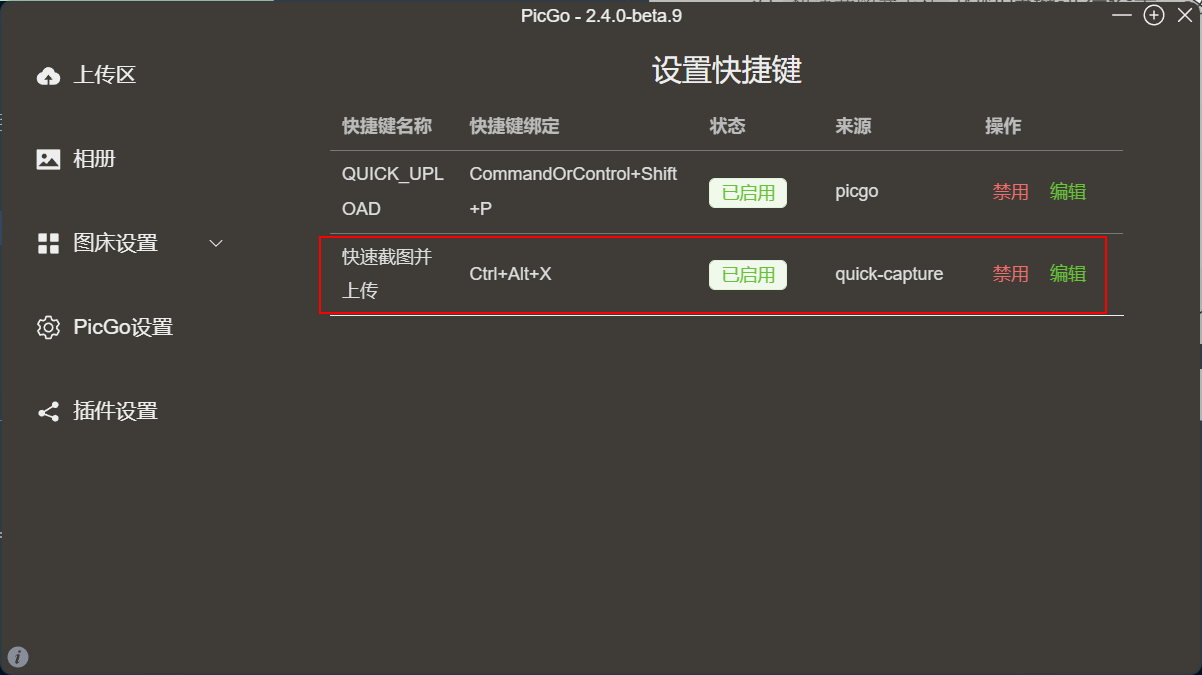 PicGo - 2.4.0-beta.9
上传区
相册
图床设置
PicGo设置
插件设置
设置快捷键
快捷键名称 快捷键绑定 状态 来源 操作
QUICK_UPL
OAD
CommandOrControl+Shift
+P
已启用
picgo
禁用 编辑
快速截图并
上传
Ctrl+Alt+X
已启用
quick-capture
禁用 编辑